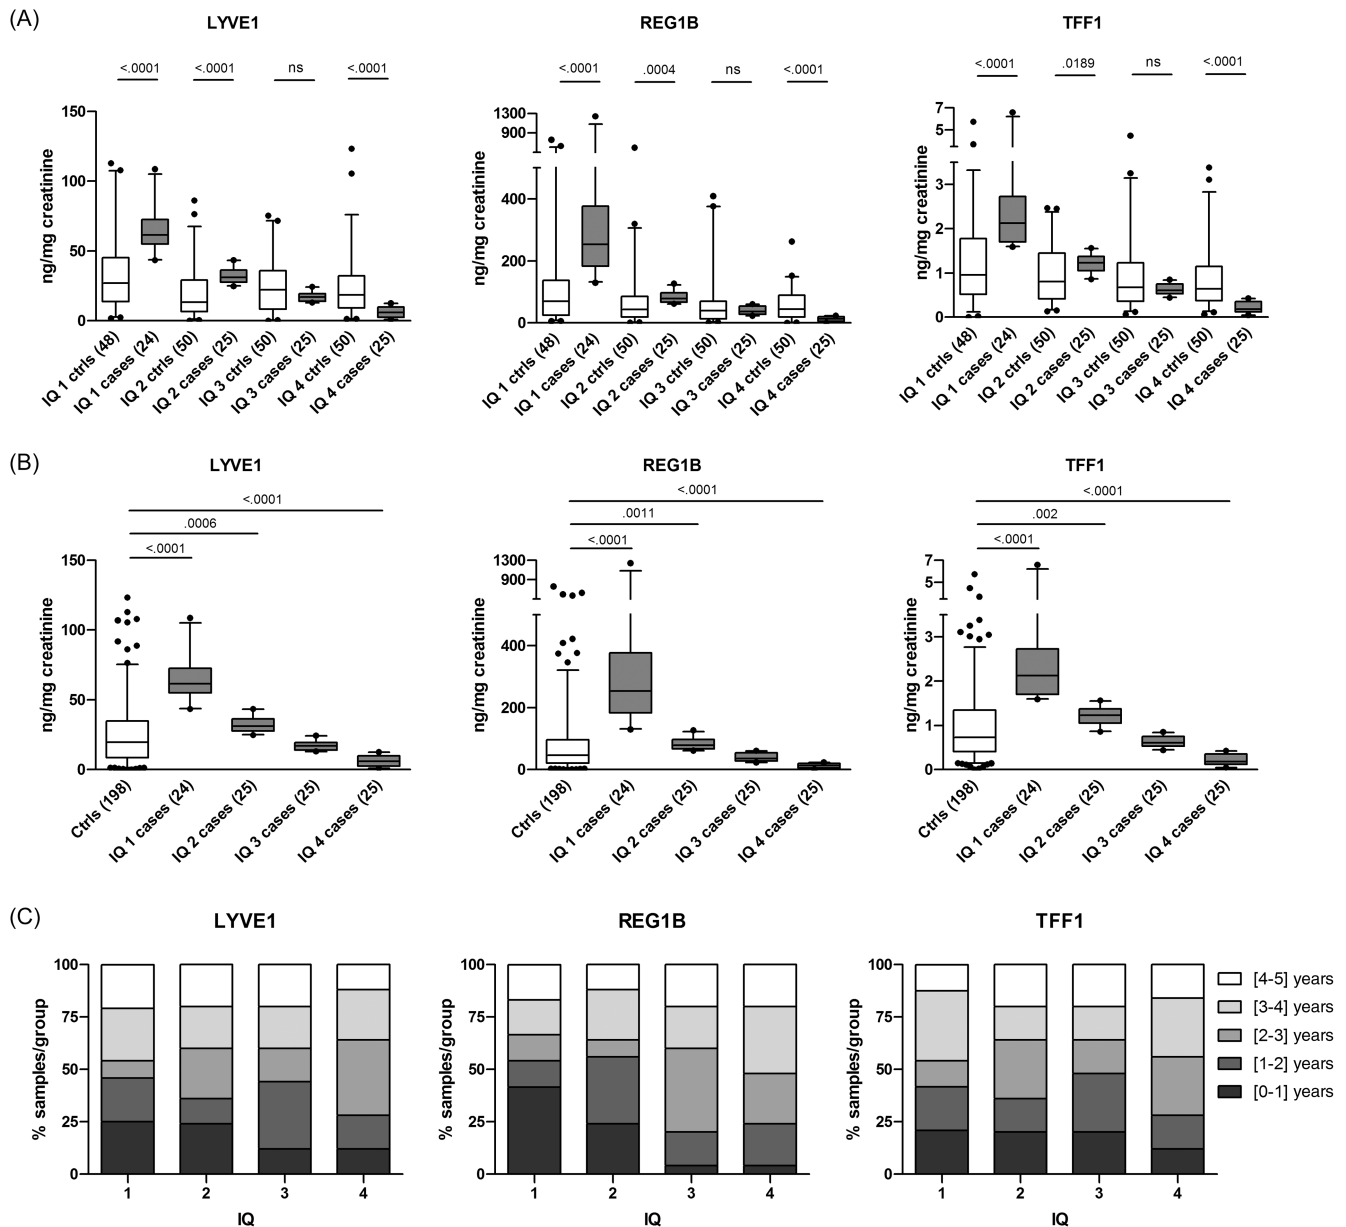 (A)
LYVE1 REG1B TFF1
<.0001 <.0001 ns <.0001 <.0001 .0004 ns <.0001 <.0001 .0189 ns <.0001
ng/mg creatinine
150
100
50
0
IQ 1 ctrls (48)
IQ 1 cases (24)
IQ 2 ctrls (50)
IQ 2 cases (25)
IQ 3 ctrls (50)
IQ 3 cases (25)
IQ 4 ctrls (50)
IQ 4 cases (25)
ng/mg creatinine
1300
900
400
200
0
IQ 1 ctrls (48)
IQ 1 cases (24)
IQ 2 ctrls (50)
IQ 2 cases (25)
IQ 3 ctrls (50)
IQ 3 cases (25)
IQ 4 ctrls (50)
IQ 4 cases (25)
ng/mg creatinine
7
5
3
2
1
0
IQ 1 ctrls (48)
IQ 1 cases (24)
IQ 2 ctrls (50)
IQ 2 cases (25)
IQ 3 ctrls (50)
IQ 3 cases (25)
IQ 4 ctrls (50)
IQ 4 cases (25)
(B)
LYVE1
<.0001
.0006
<.0001
ng/mg creatinine
150
100
50
0
Ctrls (198)
IQ 1 cases (24)
IQ 2 cases (25)
IQ 3 cases (25)
IQ 4 cases (25)
REG1B
<.0001
.0011
<.0001
ng/mg creatinine
1300
900
400
200
0
Ctrls (198)
IQ 1 cases (24)
IQ 2 cases (25)
IQ 3 cases (25)
IQ 4 cases (25)
TFF1
<.0001
.002
<.0001
ng/mg creatinine
7
5
3
2
1
0
Ctrls (198)
IQ 1 cases (24)
IQ 2 cases (25)
IQ 3 cases (25)
IQ 4 cases (25)
(C)
LYVE1
% samples/group
100
75
50
25
0
1 2 3 4
IQ
REG1B
% samples/group
100
75
50
25
0
1 2 3 4
IQ
TFF1
% samples/group
100
75
50
25
0
1 2 3 4
IQ
[4-5] years
[3-4] years
[2-3] years
[1-2] years
[0-1] years